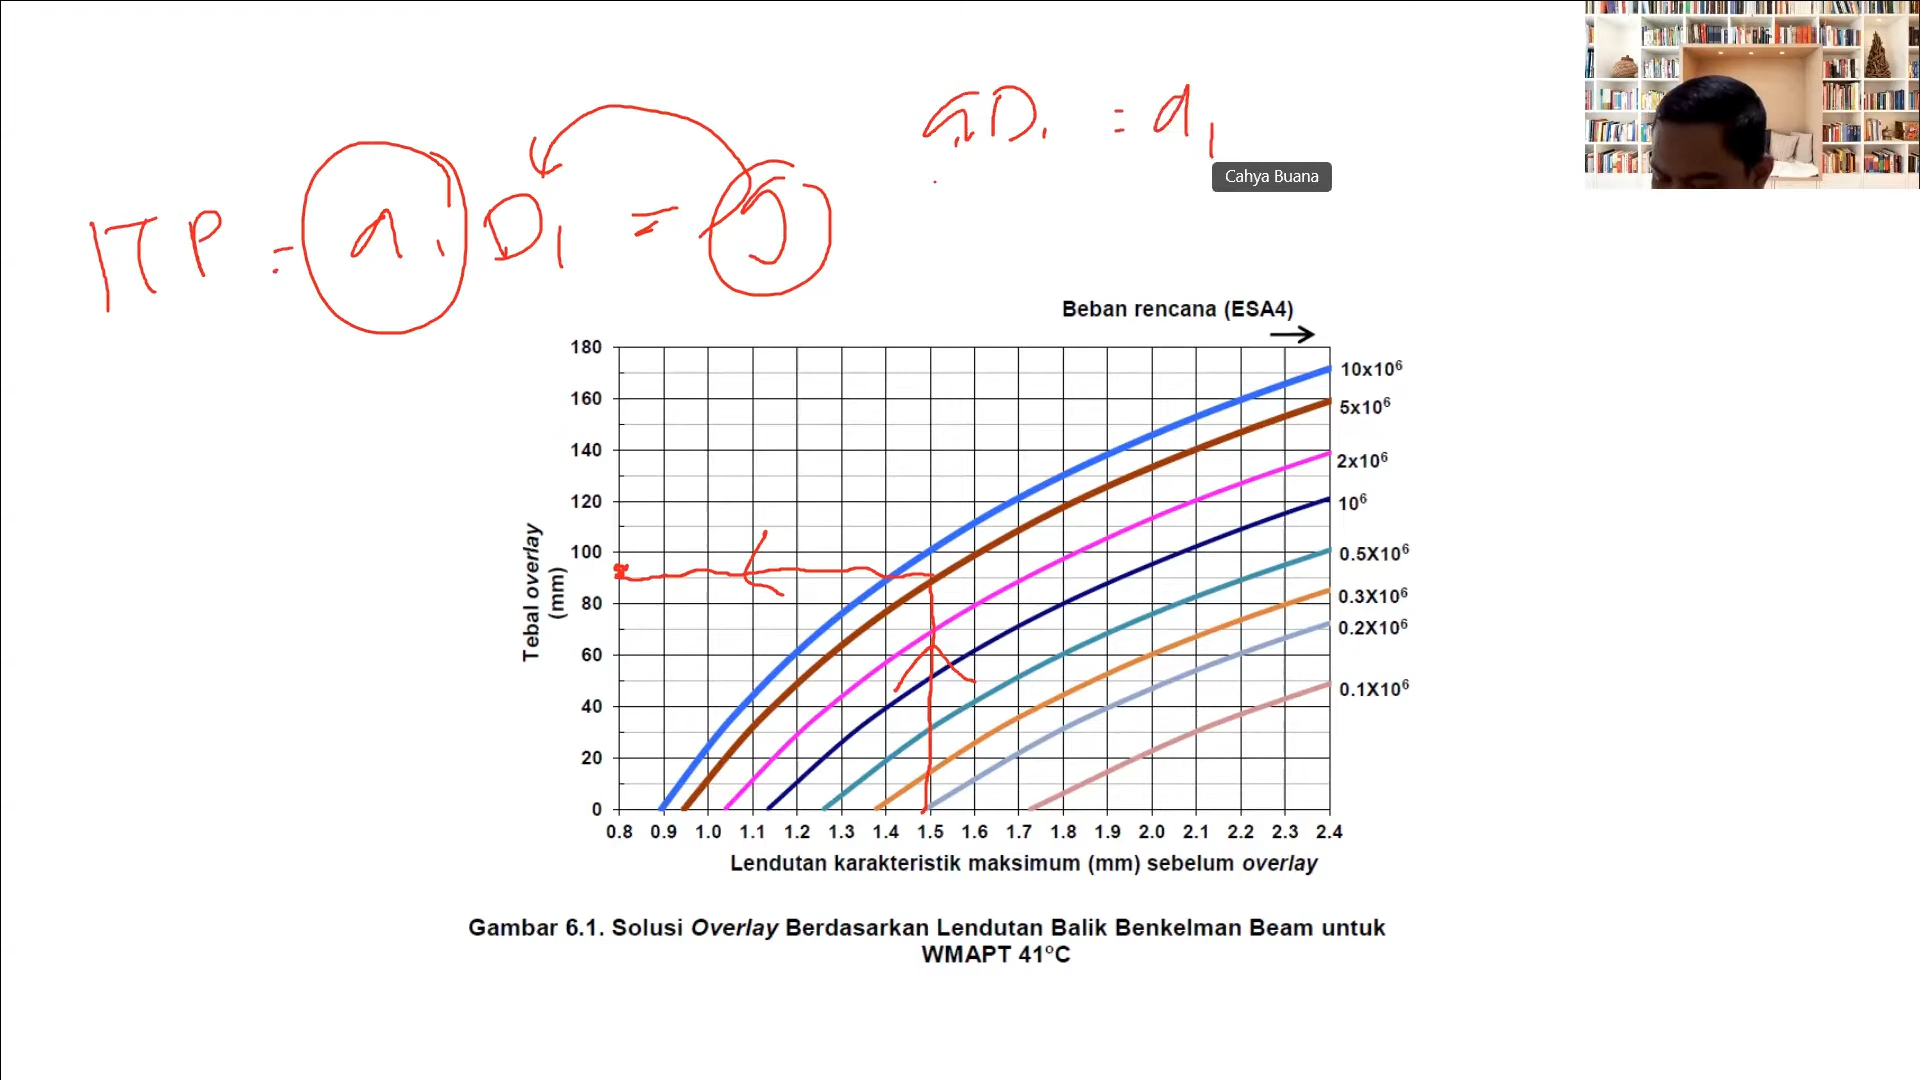 a1D1 = a1
Cahya Buana
ITP = a1 D1 = 5
Beban rencana (ESA4)
180
160
140
120
100
80
60
40
20
0
Tebal overlay
(mm)
10x10⁶
5x10⁶
2x10⁶
10⁶
0.5X10⁶
0.3X10⁶
0.2X10⁶
0.1X10⁶
0.8 0.9 1.0 1.1 1.2 1.3 1.4 1.5 1.6 1.7 1.8 1.9 2.0 2.1 2.2 2.3 2.4
Lendutan karakteristik maksimum (mm) sebelum overlay
Gambar 6.1. Solusi Overlay Berdasarkan Lendutan Balik Benkelman Beam untuk
WMAPT 41°C